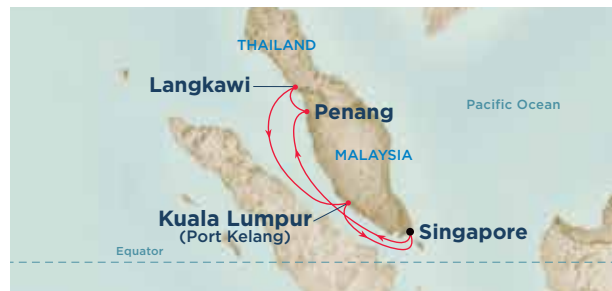 THAILAND
Langkawi
Penang
Pacific Ocean
MALAYSIA
Kuala Lumpur
(Port Kelang)
Singapore
Equator